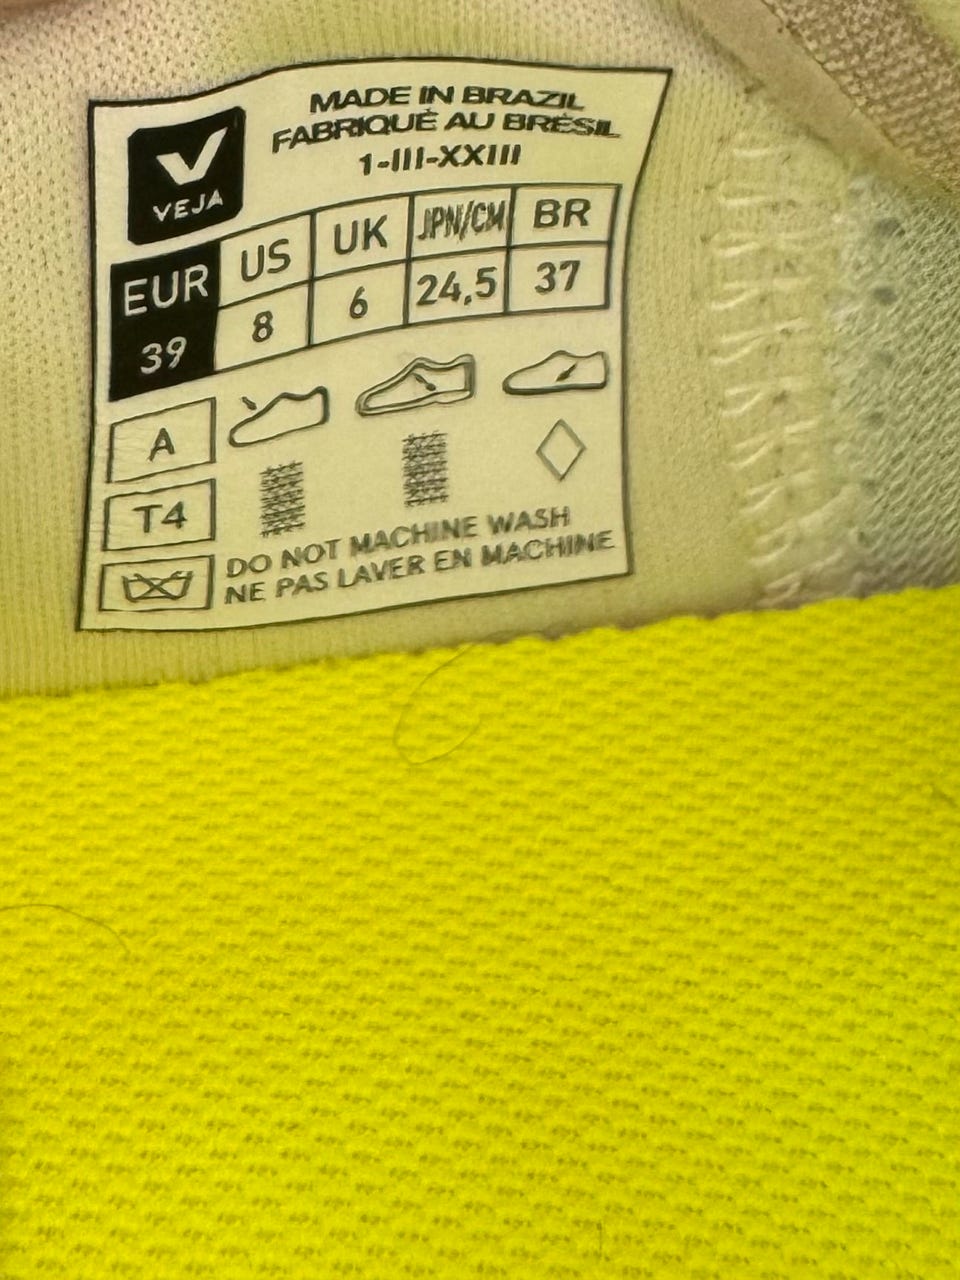 VEJA
MADE IN BRAZIL
FABRIQUÉ AU BRÉSIL
1-III-XXIII
EUR US UK JPN/CM BR
39 8 6 24,5 37
A
T4
DO NOT MACHINE WASH
NE PAS LAVER EN MACHINE